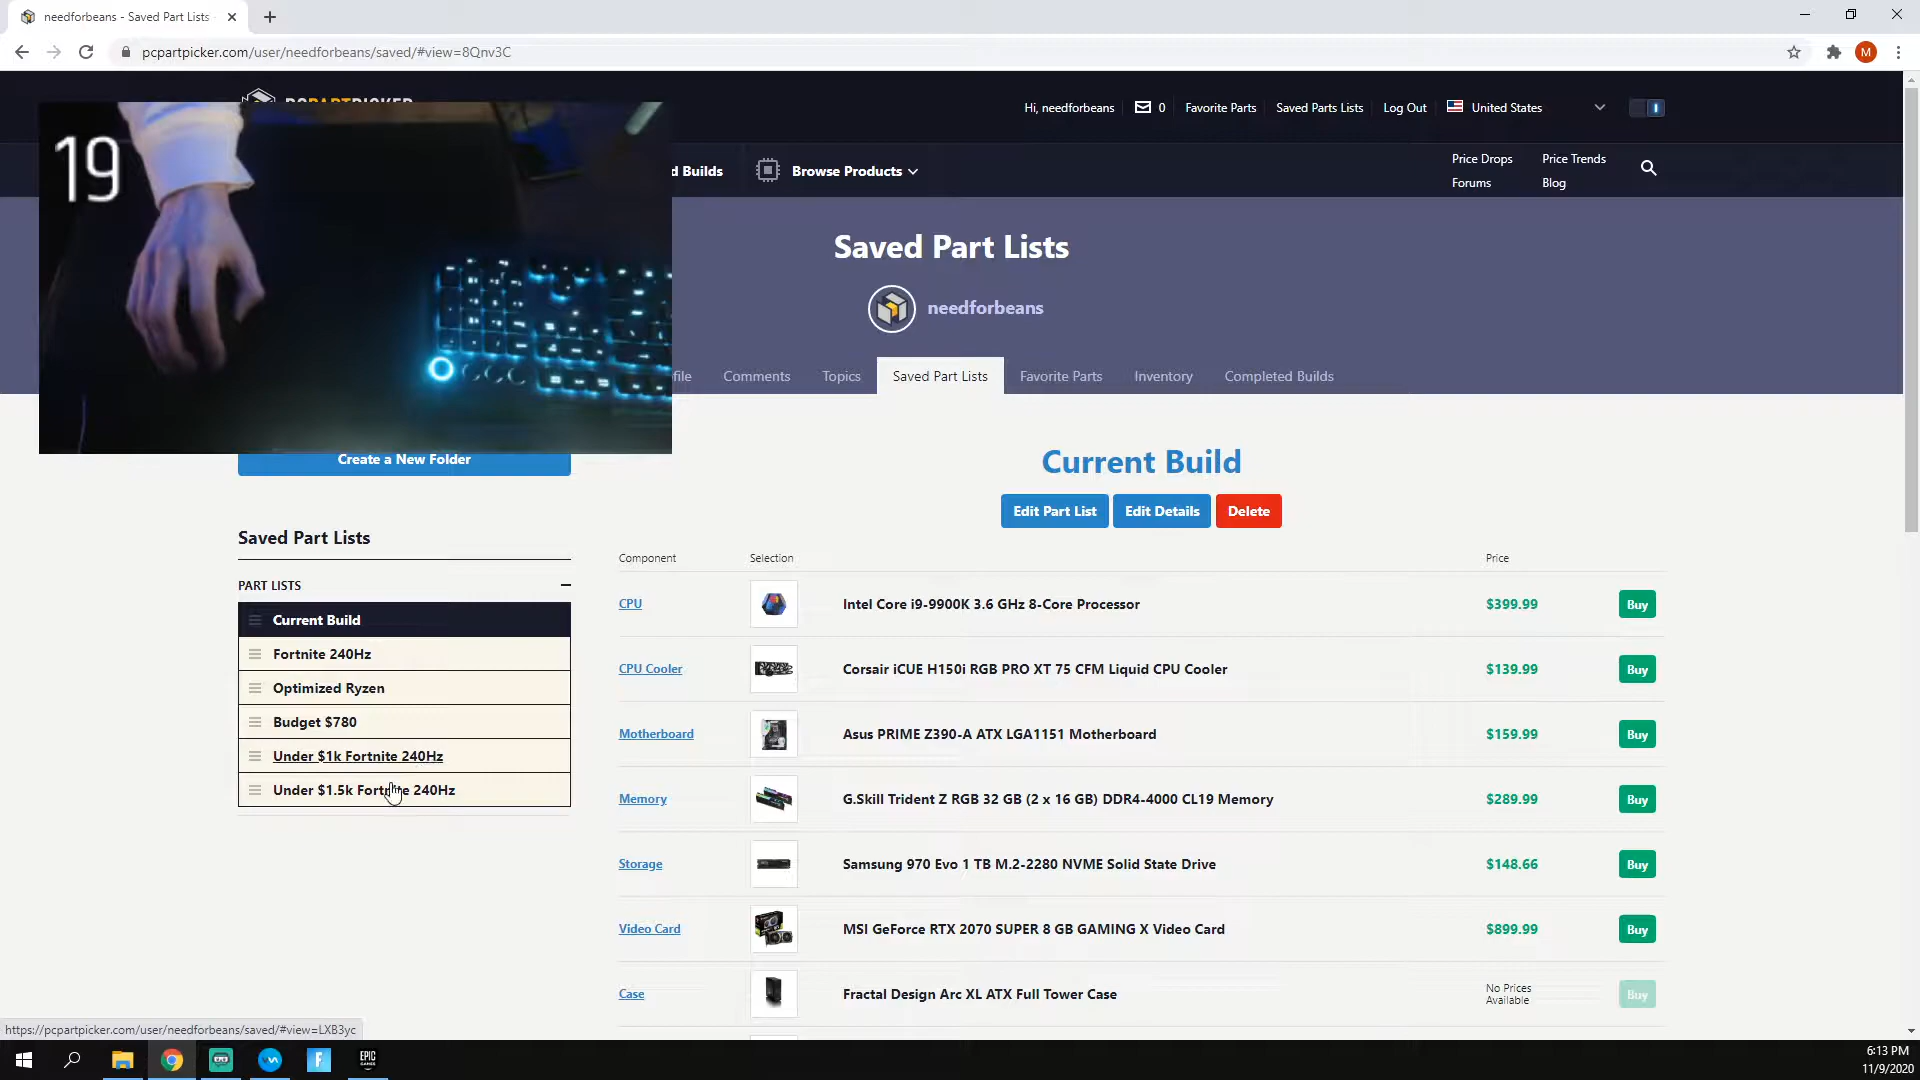 needforbeans - Saved Part Lists
pcpartpicker.com/user/needforbeans/saved/#view=8Qnv3C
M
Hi, needforbeans
0
Favorite Parts
Saved Parts Lists
Log Out
United States
19
d Builds
Browse Products
Price Drops
Price Trends
Forums
Blog
Saved Part Lists
needforbeans
file
Comments
Topics
Saved Part Lists
Favorite Parts
Inventory
Completed Builds
Create a New Folder
Saved Part Lists
PART LISTS
Current Build
Fortnite 240Hz
Optimized Ryzen
Budget $780
Under $1k Fortnite 240Hz
Under $1.5k Fortnite 240Hz
Current Build
Edit Part List
Edit Details
Delete
Component Selection Price
CPU Intel Core i9-9900K 3.6 GHz 8-Core Processor $399.99 Buy
CPU Cooler Corsair iCUE H150i RGB PRO XT 75 CFM Liquid CPU Cooler $139.99 Buy
Motherboard Asus PRIME Z390-A ATX LGA1151 Motherboard $159.99 Buy
Memory G.Skill Trident Z RGB 32 GB (2 x 16 GB) DDR4-4000 CL19 Memory $289.99 Buy
Storage Samsung 970 Evo 1 TB M.2-2280 NVME Solid State Drive $148.66 Buy
Video Card MSI GeForce RTX 2070 SUPER 8 GB GAMING X Video Card $899.99 Buy
Case Fractal Design Arc XL ATX Full Tower Case No Prices Available Buy
https://pcpartpicker.com/user/needforbeans/saved/#view=LXB3yc
EPIC
GAMES
6:13 PM
11/9/2020